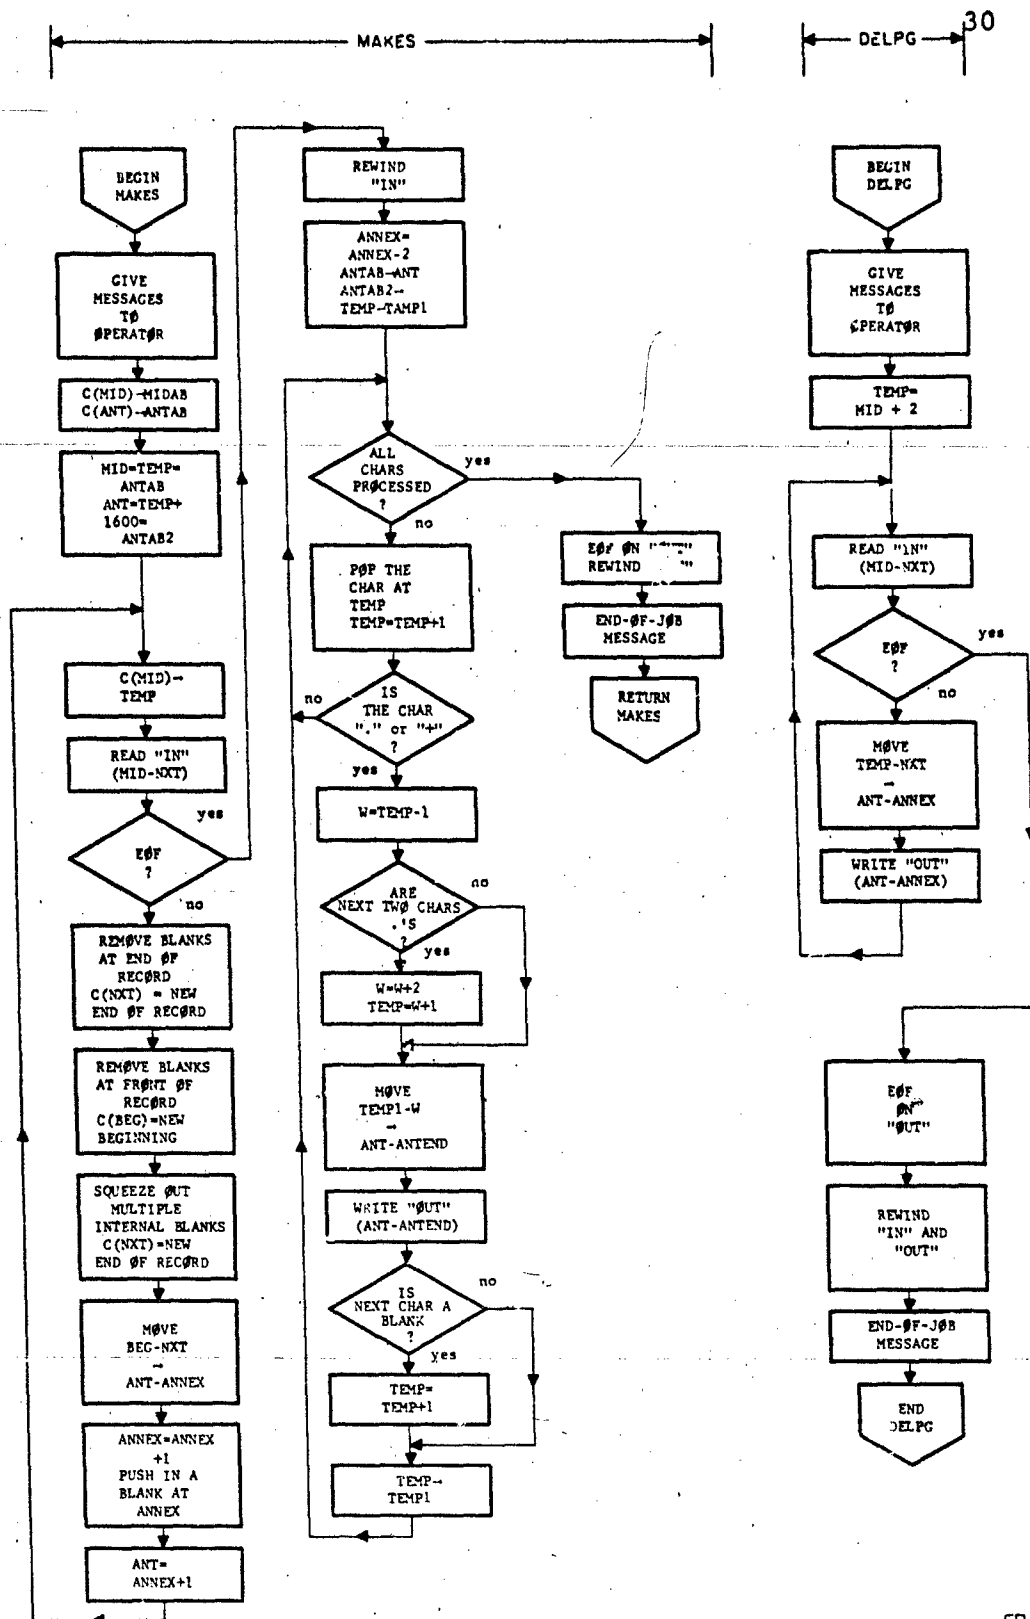 30
MAKES
DELPG
BEGIN
MAKES
GIVE
MESSAGES
TØ
ØPERATØR
C(MID)→MIDAB
C(ANT)→ANTAB
MID=TEMP=
ANTAB
ANT=TEMP+
1600=
ANTAB2
C(MID)→
TEMP
READ "IN"
(MID-NXT)
yes
EØF
?
no
REMØVE BLANKS
AT END ØF
RECØRD
C(NXT) = NEW
END ØF RECØRD
REMØVE BLANKS
AT FRØNT ØF
RECØRD
C(BEG)=NEW
BEGINNING
SQUEEZE ØUT
MULTIPLE
INTERNAL BLANKS
C(NXT)=NEW
END ØF RECØRD
MØVE
BEG-NXT
→
ANT-ANNEX
ANNEX=ANNEX
+1
PUSH IN A
BLANK AT
ANNEX
ANT=
ANNEX+1
REWIND
"IN"
ANNEX=
ANNEX-2
ANTAB→ANT
ANTAB2→
TEMP→TAMP1
ALL
CHARS
PRØCESSED
?
yes
no
PØP THE
CHAR AT
TEMP
TEMP=TEMP+1
no
IS
THE CHAR
"." or "+"
?
yes
W=TEMP-1
no
ARE
NEXT TWØ CHARS
.'S
?
yes
W=W+2
TEMP=W+1
MØVE
TEMP1-W
→
ANT-ANTEND
WRITE "ØUT"
(ANT-ANTEND)
IS
NEXT CHAR A
BLANK
?
no
yes
TEMP=
TEMP+1
TEMP→
TEMP1
EØF ØN
REWIND
END-ØF-JØB
MESSAGE
RETURN
MAKES
BEGIN
DELPG
GIVE
MESSAGES
TØ
ØPERATØR
TEMP=
MID + 2
READ "IN"
(MID-NXT)
yes
EØF
?
no
MØVE
TEMP-NXT
→
ANT-ANNEX
WRITE "OUT"
(ANT-ANNEX)
EØF
ØN
"ØUT"
REWIND
"IN" AND
"OUT"
END-ØF-JØB
MESSAGE
END
DELPG